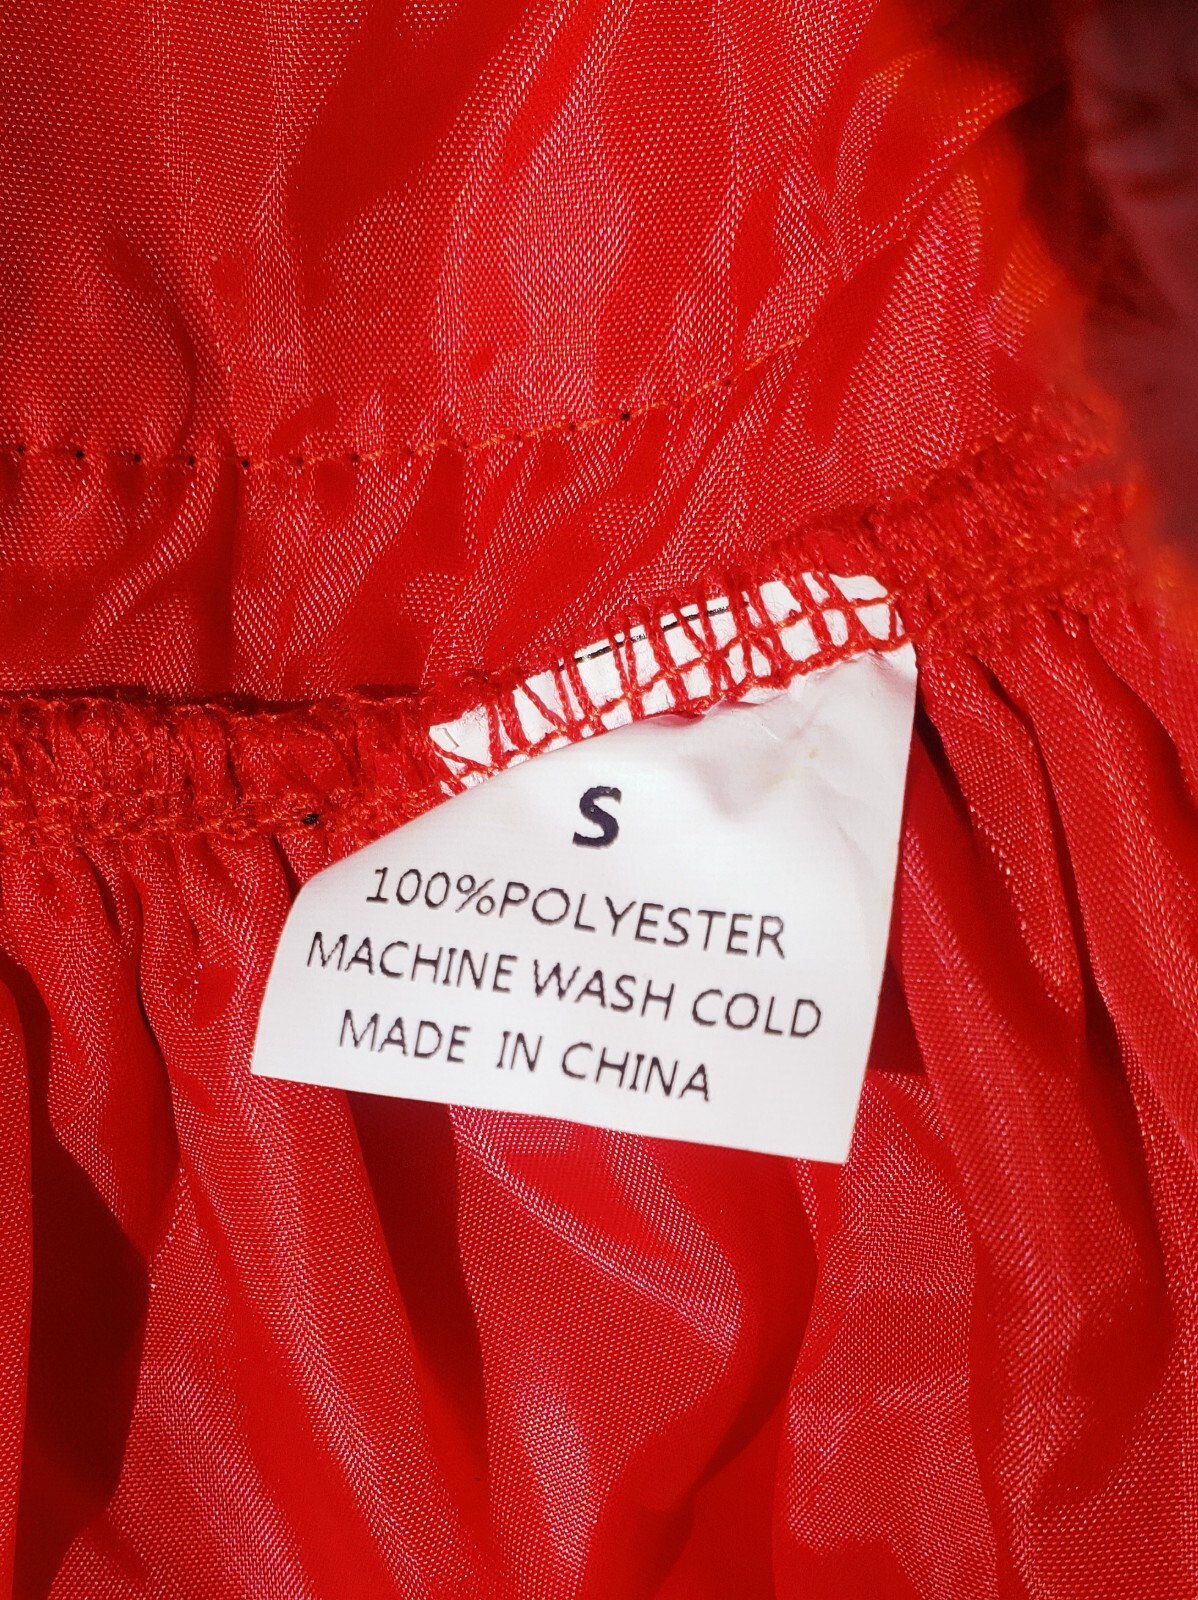 S
100%POLYESTER
MACHINE WASH COLD
MADE IN CHINA